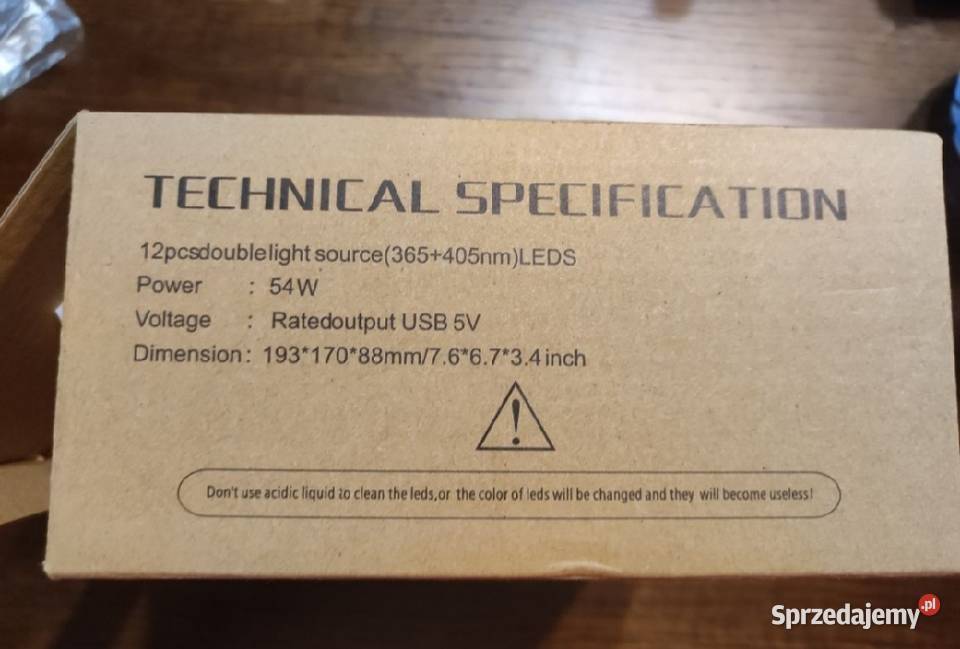 TECHNICAL SPECIFICATION
12pcsdoublelight source(365+405nm)LEDS
Power : 54W
Voltage : Ratedoutput USB 5V
Dimension: 193*170*88mm/7.6*6.7*3.4inch
!
Don't use acidic liquid to clean the leds,or the color of leds will be changed and they will become useless!
Sprzedajemy.pl